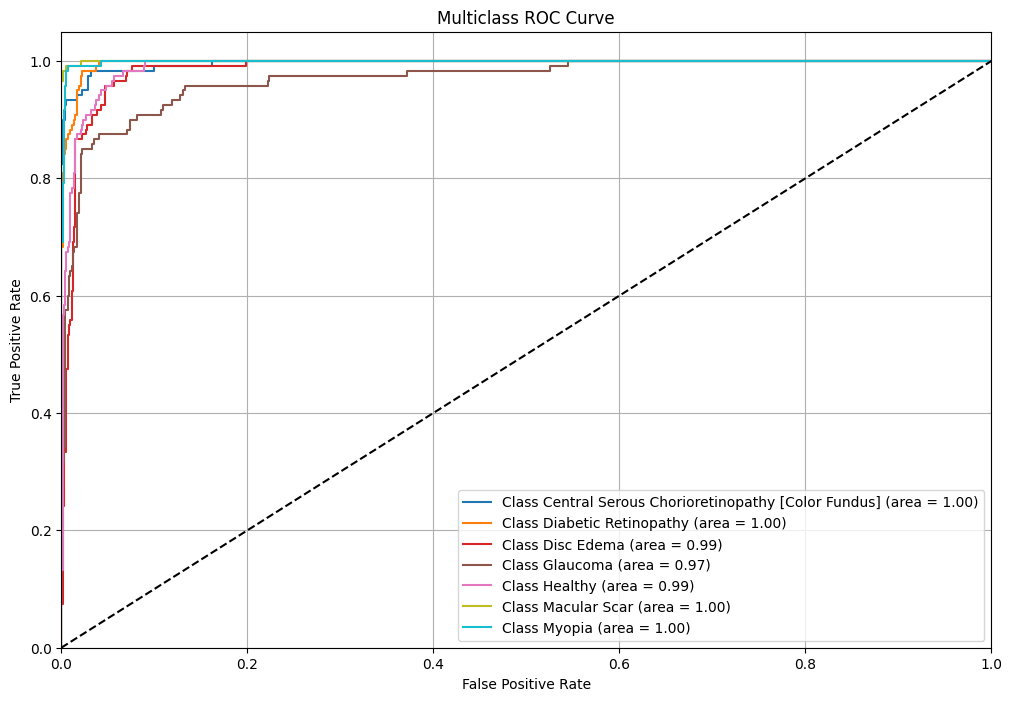 Multiclass ROC Curve
True Positive Rate
1.0
0.8
0.6
0.4
0.2
0.0
Class Central Serous Chorioretinopathy [Color Fundus] (area = 1.00)
Class Diabetic Retinopathy (area = 1.00)
Class Disc Edema (area = 0.99)
Class Glaucoma (area = 0.97)
Class Healthy (area = 0.99)
Class Macular Scar (area = 1.00)
Class Myopia (area = 1.00)
0.0 0.2 0.4 0.6 0.8 1.0
False Positive Rate